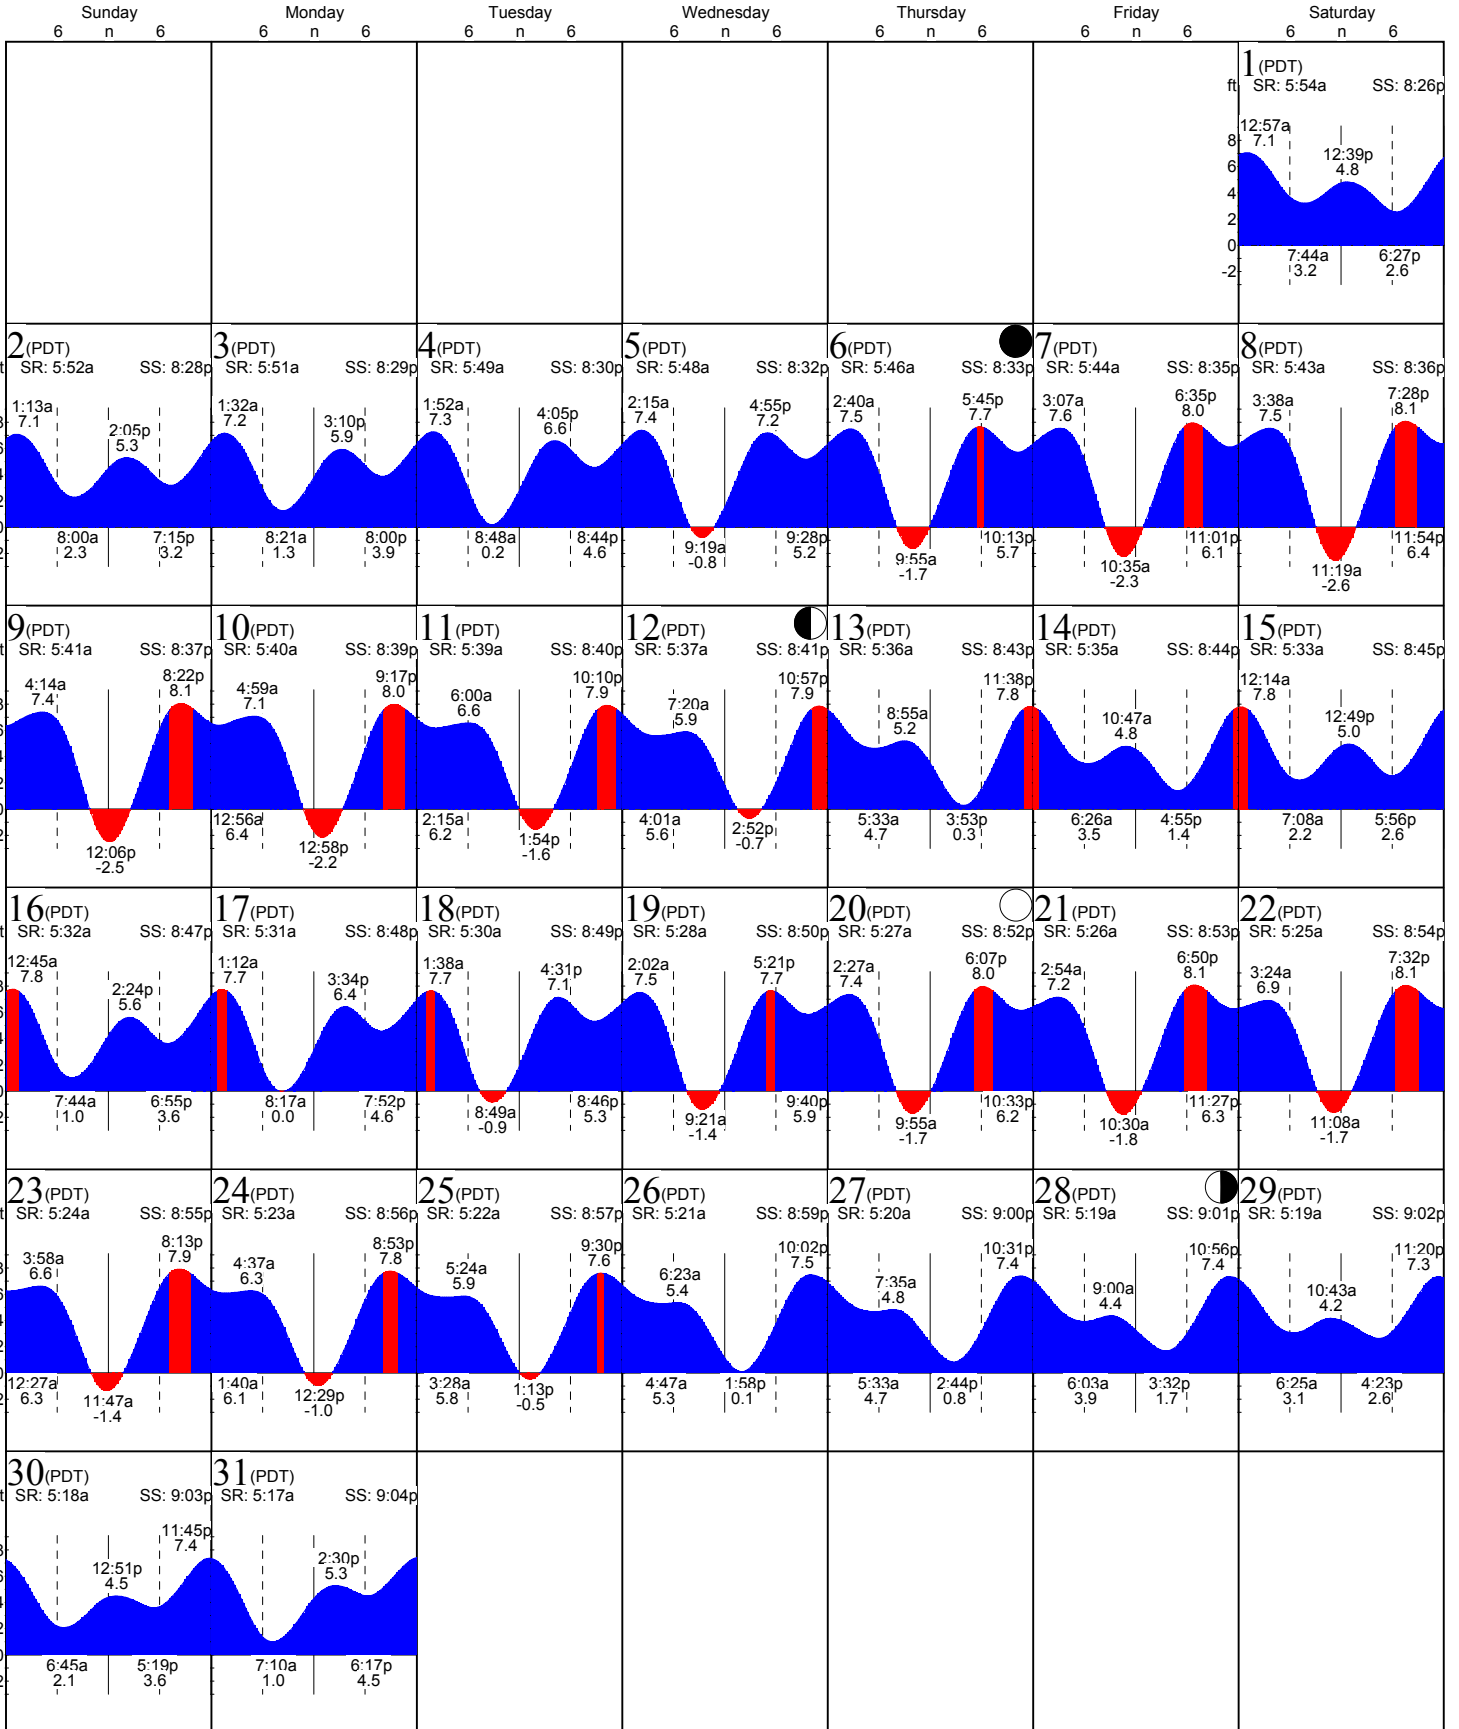 Sunday Monday Tuesday Wednesday Thursday Friday Saturday
6 n 6 6 n 6 6 n 6 6 n 6 6 n 6 6 n 6 6 n 6
1(PDT)
ft SR: 5:54a SS: 8:26p
12:57a
7.1
12:39p
4.8
8
6
4
2
0
-2
7:44a 6:27p
3.2 2.6
2(PDT)
SR: 5:52a SS: 8:28p
1:13a
7.1
2:05p
5.3
8:00a 7:15p
2.3 3.2
3(PDT)
SR: 5:51a SS: 8:29p
1:32a
7.2
3:10p
5.9
8:21a 8:00p
1.3 3.9
4(PDT)
SR: 5:49a SS: 8:30p
1:52a
7.3
4:05p
6.6
8:48a 8:44p
0.2 4.6
5(PDT)
SR: 5:48a SS: 8:32p
2:15a
7.4
4:55p
7.2
9:19a 9:28p
-0.8 5.2
6(PDT)
SR: 5:46a SS: 8:33p
2:40a
7.5
5:45p
7.7
9:55a 10:13p
-1.7 5.7
7(PDT)
SR: 5:44a SS: 8:35p
3:07a
7.6
6:35p
8.0
10:35a 11:01p
-2.3 6.1
8(PDT)
SR: 5:43a SS: 8:36p
3:38a
7.5
7:28p
8.1
11:19a 11:54p
-2.6 6.4
9(PDT)
SR: 5:41a SS: 8:37p
4:14a
7.4
8:22p
8.1
12:06p
-2.5
10(PDT)
SR: 5:40a SS: 8:39p
4:59a
7.1
9:17p
8.0
12:56a 12:58p
6.4 -2.2
11(PDT)
SR: 5:39a SS: 8:40p
6:00a
6.6
10:10p
7.9
2:15a 1:54p
6.2 -1.6
12(PDT)
SR: 5:37a SS: 8:41p
7:20a
5.9
10:57p
7.9
4:01a 2:52p
5.6 -0.7
13(PDT)
SR: 5:36a SS: 8:43p
8:55a
5.2
11:38p
7.8
5:33a 3:53p
4.7 0.3
14(PDT)
SR: 5:35a SS: 8:44p
10:47a
4.8
6:26a 4:55p
3.5 1.4
15(PDT)
SR: 5:33a SS: 8:45p
12:14a
7.8
12:49p
5.0
7:08a 5:56p
2.2 2.6
16(PDT)
SR: 5:32a SS: 8:47p
12:45a
7.8
2:24p
5.6
7:44a 6:55p
1.0 3.6
17(PDT)
SR: 5:31a SS: 8:48p
1:12a
7.7
3:34p
6.4
8:17a 7:52p
0.0 4.6
18(PDT)
SR: 5:30a SS: 8:49p
1:38a
7.7
4:31p
7.1
8:49a 8:46p
-0.9 5.3
19(PDT)
SR: 5:28a SS: 8:50p
2:02a
7.5
5:21p
7.7
9:21a 9:40p
-1.4 5.9
20(PDT)
SR: 5:27a SS: 8:52p
2:27a
7.4
6:07p
8.0
9:55a 10:33p
-1.7 6.2
21(PDT)
SR: 5:26a SS: 8:53p
2:54a
7.2
6:50p
8.1
10:30a 11:27p
-1.8 6.3
22(PDT)
SR: 5:25a SS: 8:54p
3:24a
6.9
7:32p
8.1
11:08a
-1.7
23(PDT)
SR: 5:24a SS: 8:55p
3:58a
6.6
8:13p
7.9
12:27a 11:47a
6.3 -1.4
24(PDT)
SR: 5:23a SS: 8:56p
4:37a
6.3
8:53p
7.8
1:40a 12:29p
6.1 -1.0
25(PDT)
SR: 5:22a SS: 8:57p
5:24a
5.9
9:30p
7.6
3:28a 1:13p
5.8 -0.5
26(PDT)
SR: 5:21a SS: 8:59p
6:23a
5.4
10:02p
7.5
4:47a 1:58p
5.3 0.1
27(PDT)
SR: 5:20a SS: 9:00p
7:35a
4.8
10:31p
7.4
5:33a 2:44p
4.7 0.8
28(PDT)
SR: 5:19a SS: 9:01p
9:00a
4.4
10:56p
7.4
6:03a 3:32p
3.9 1.7
29(PDT)
SR: 5:19a SS: 9:02p
10:43a
4.2
11:20p
7.3
6:25a 4:23p
3.1 2.6
30(PDT)
SR: 5:18a SS: 9:03p
12:51p
4.5
11:45p
7.4
6:45a 5:19p
2.1 3.6
31(PDT)
SR: 5:17a SS: 9:04p
2:30p
5.3
7:10a 6:17p
1.0 4.5